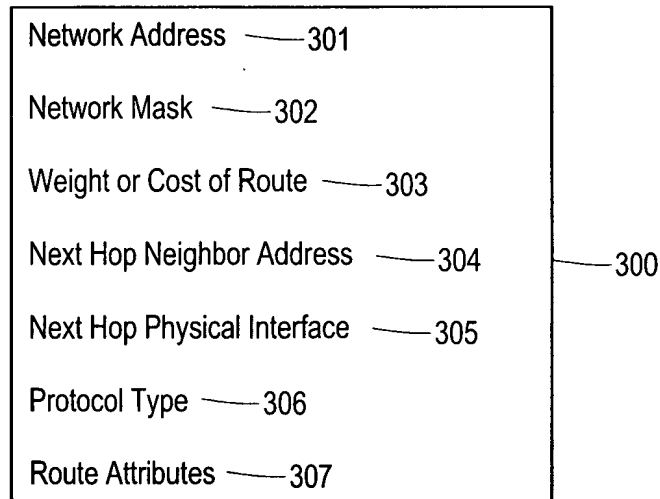 Network Address 301
Network Mask 302
Weight or Cost of Route 303
Next Hop Neighbor Address 304
300
Next Hop Physical Interface 305
Protocol Type 306
Route Attributes 307